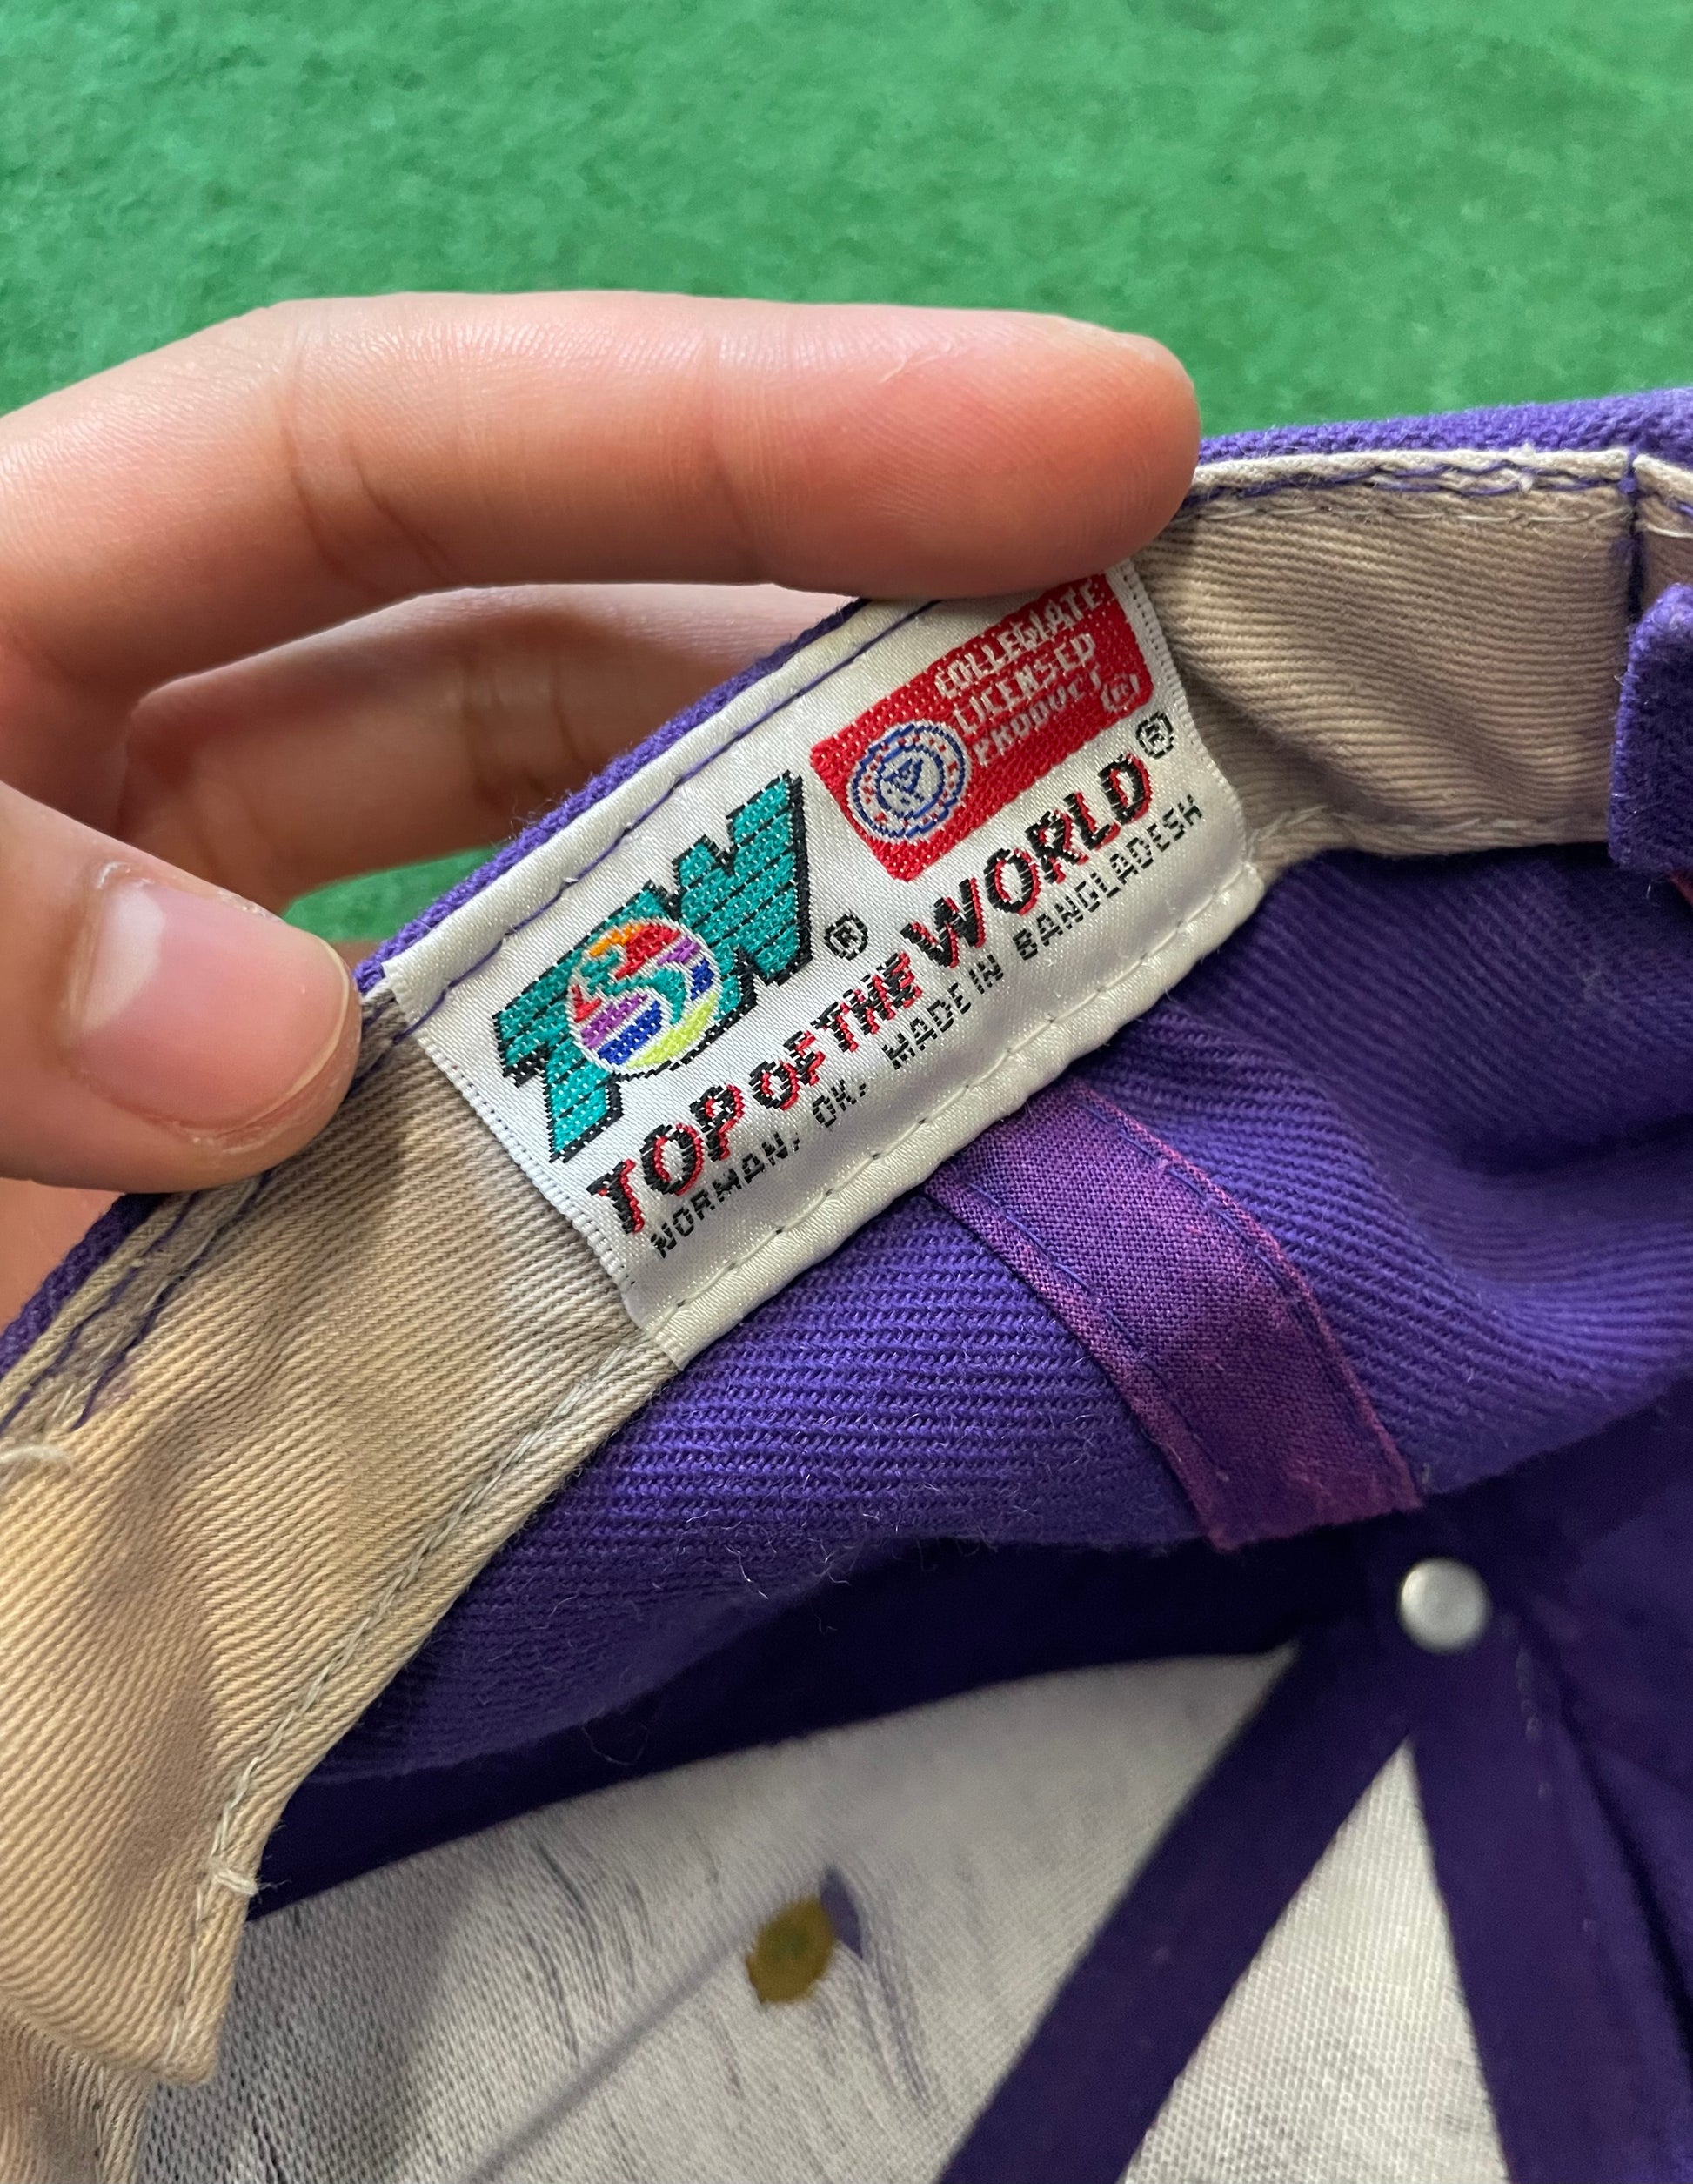 COLLEGIATE
LICENSED
PRODUCT ®
TOW ®
TOP OF THE WORLD ®
NORMAN, OK. MADE IN BANGLADESH